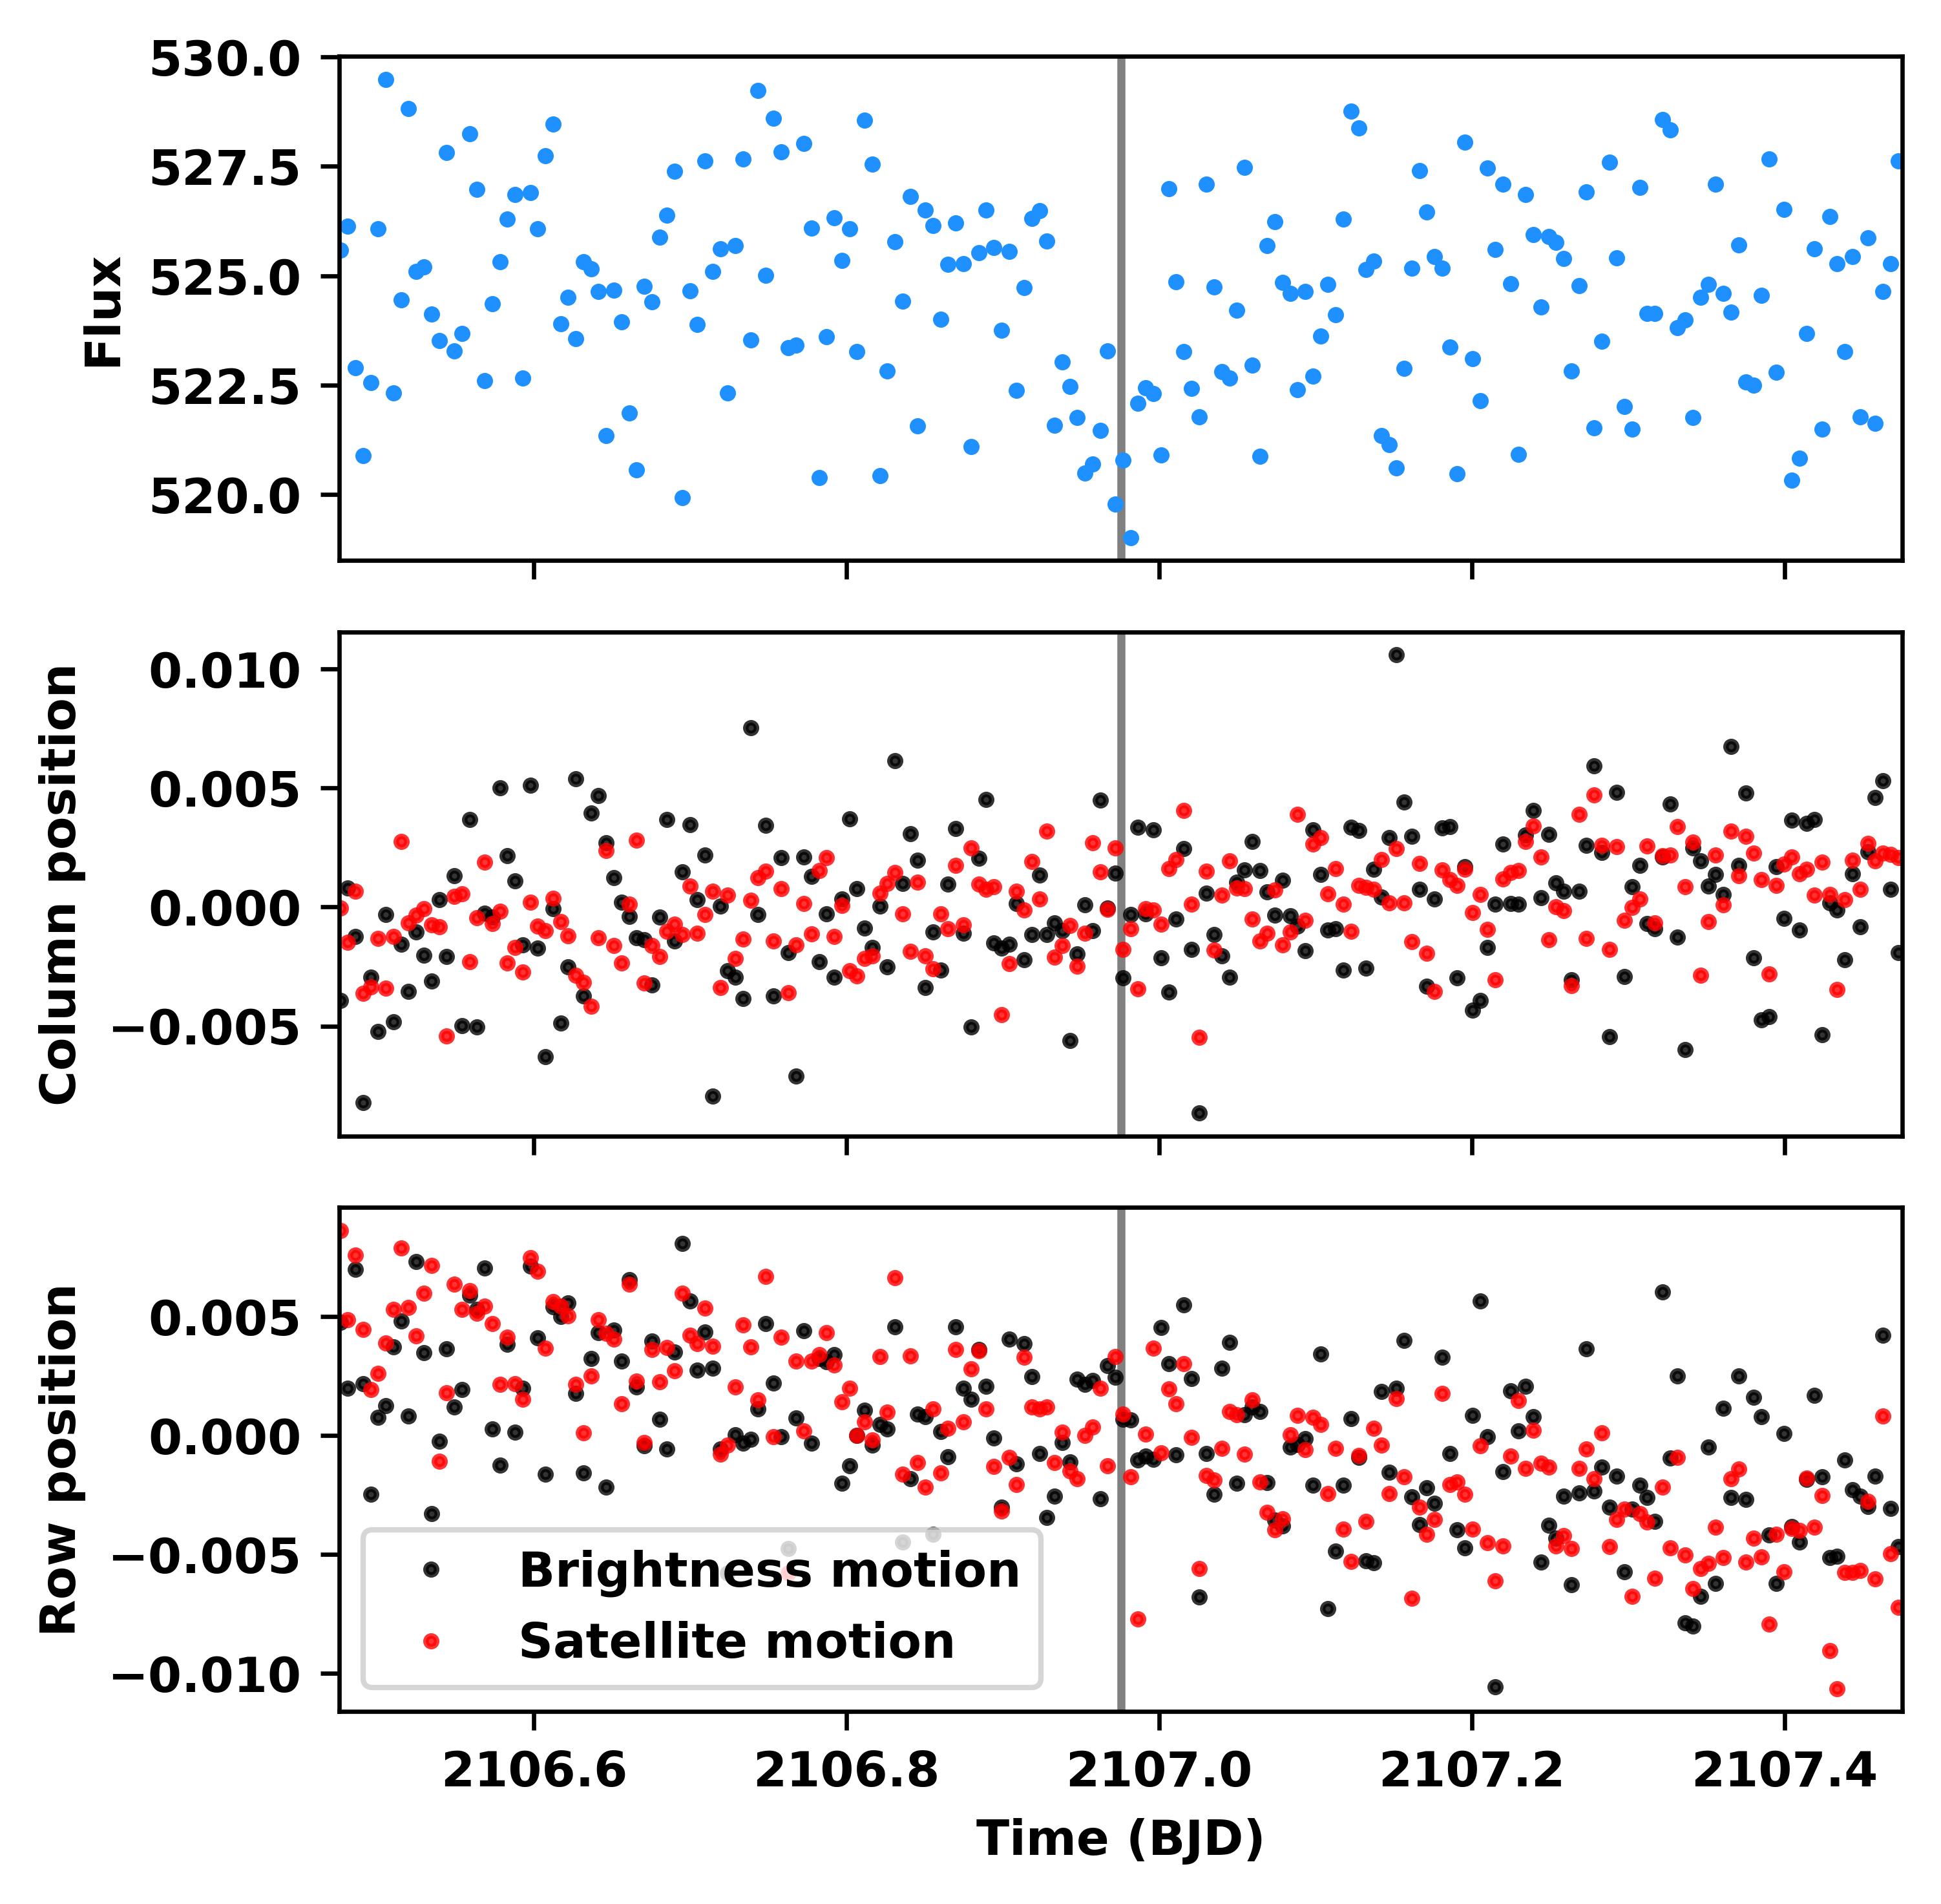 530.0
527.5
525.0
522.5
520.0
Flux
0.010
0.005
0.000
−0.005
Column position
0.005
0.000
−0.005
−0.010
Row position
Brightness motion
Satellite motion
2106.6 2106.8 2107.0 2107.2 2107.4
Time (BJD)